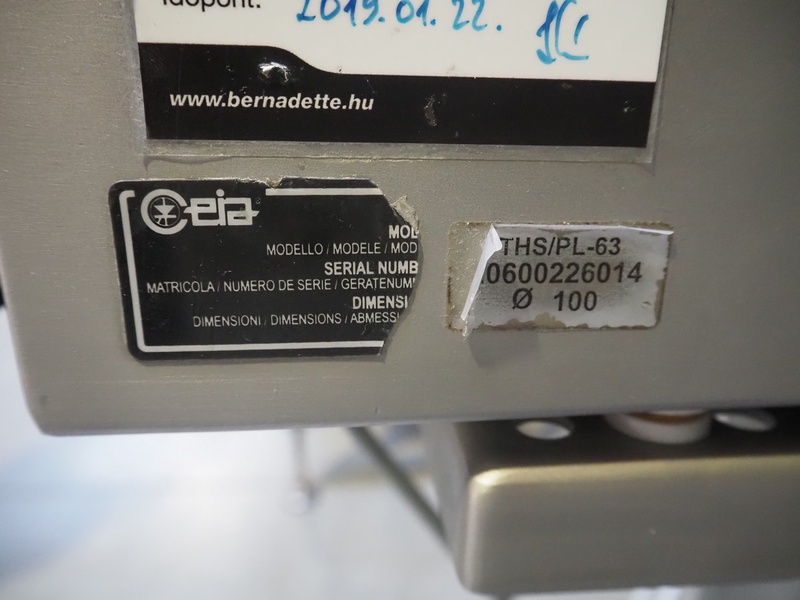 Időpont: 2019.01.22.
www.bernadette.hu
Ceia
MOD
MODELLO / MODELE / MOD
SERIAL NUMB
MATRICOLA / NUMERO DE SERIE / GERATENUM
DIMENSI
DIMENSIONI / DIMENSIONS / ABMESSI
THS/PL-63
0600226014
Ø 100